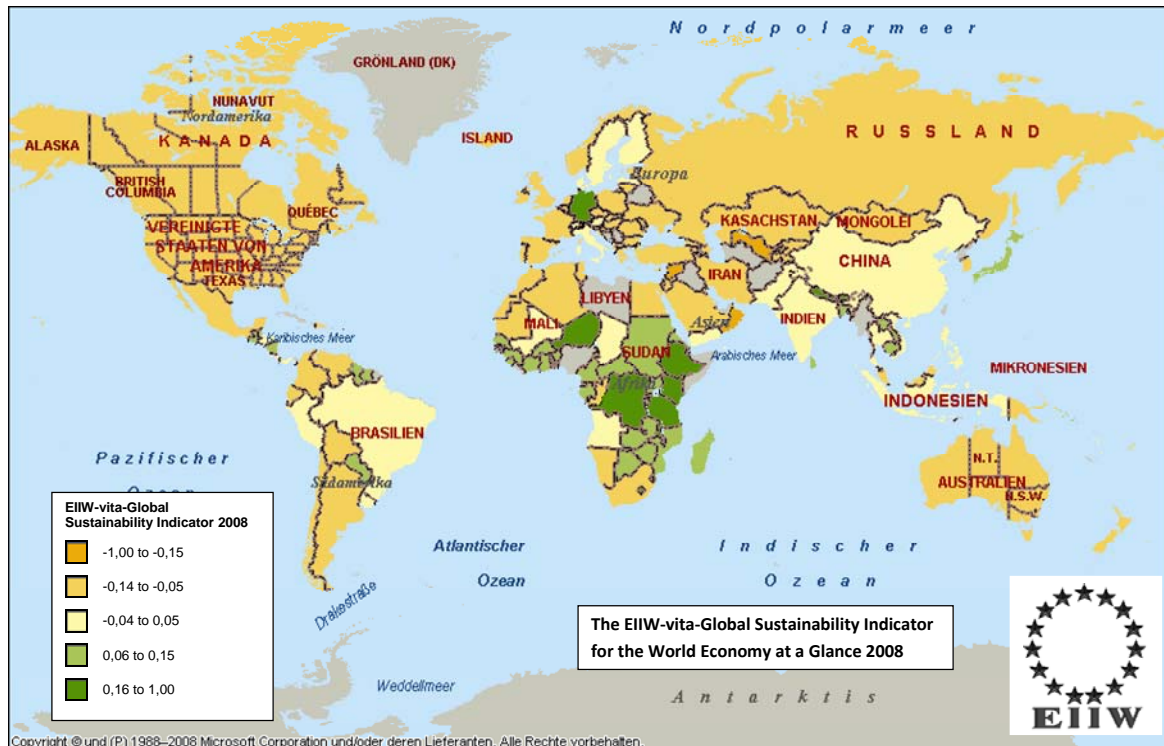 Nordpolarmeer
GRÖNLAND (DK)
NUNAVUT
Nordamerika
KANADA
ALASKA
ISLAND
RUSSLAND
BRITISH
COLUMBIA
Europa
QUÉBEC
VEREINIGTE
STAATEN VON
AMERIKA
TEXAS
KASACHSTAN
MONGOLEI
CHINA
IRAN
LIBYEN
Asien
INDIEN
MALI
Karibisches Meer
SUDAN
Arabisches Meer
Afrika
MIKRONESIEN
INDONESIEN
BRASILIEN
Pazifischer
Ozean
Südamerika
N.T.
AUSTRALIEN
N.S.W.
EIIW-vita-Global
Sustainability Indicator 2008
-1,00 to -0,15
-0,14 to -0,05
-0,04 to 0,05
0,06 to 0,15
0,16 to 1,00
Atlantischer
Ozean
Indischer
Ozean
Drakestraße
The EIIW-vita-Global Sustainability Indicator
for the World Economy at a Glance 2008
Weddellmeer
Antarktis
EIIW
Copyright © und (P) 1988–2008 Microsoft Corporation und/oder deren Lieferanten. Alle Rechte vorbehalten.